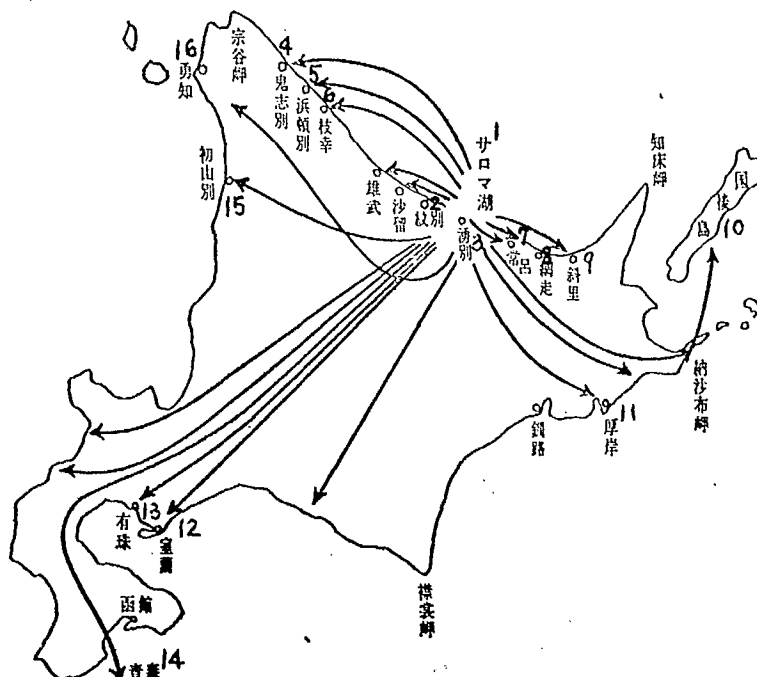 16
勇知
宗谷岬
4
鬼志別
5
浜頓別
6
枝幸
1
サロマ湖
知床岬
国後島
10
初山別
15
雄武
沙留
紋別
2
湧別
3
7
常呂
8
網走
9
斜里
納沙布岬
釧路
厚岸
11
有珠
13
室蘭
12
襟裳岬
函館
青森
14